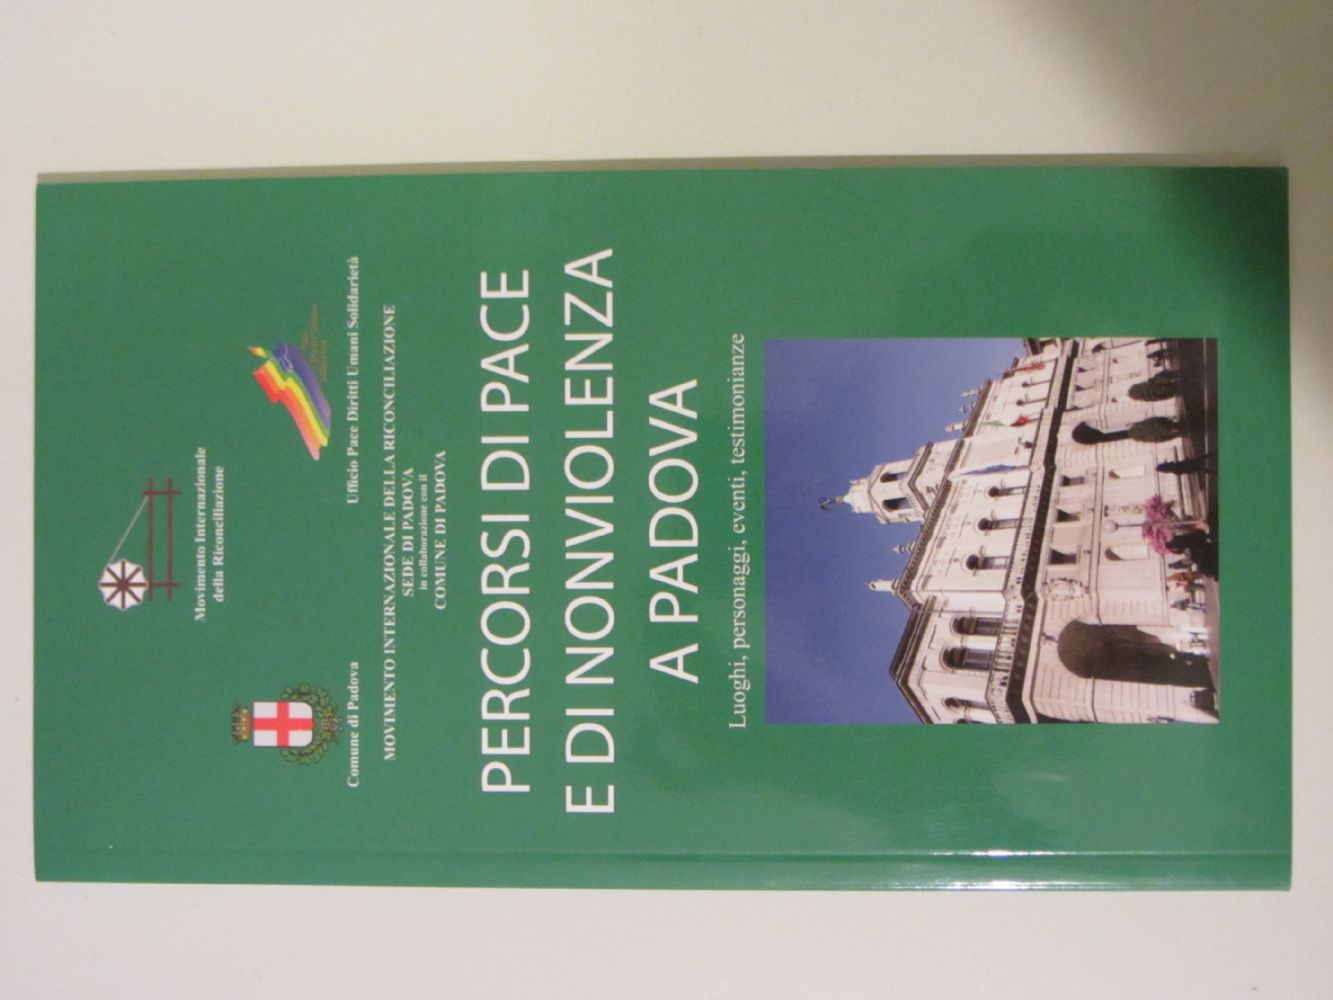 Movimento Internazionale
della Riconciliazione
Comune di Padova
Ufficio Pace Diritti Umani Solidarietà
MOVIMENTO INTERNAZIONALE DELLA RICONCILIAZIONE
SEDE DI PADOVA
in collaborazione con il
COMUNE DI PADOVA
PERCORSI DI PACE
E DI NONVIOLENZA
A PADOVA
Luoghi, personaggi, eventi, testimonianze